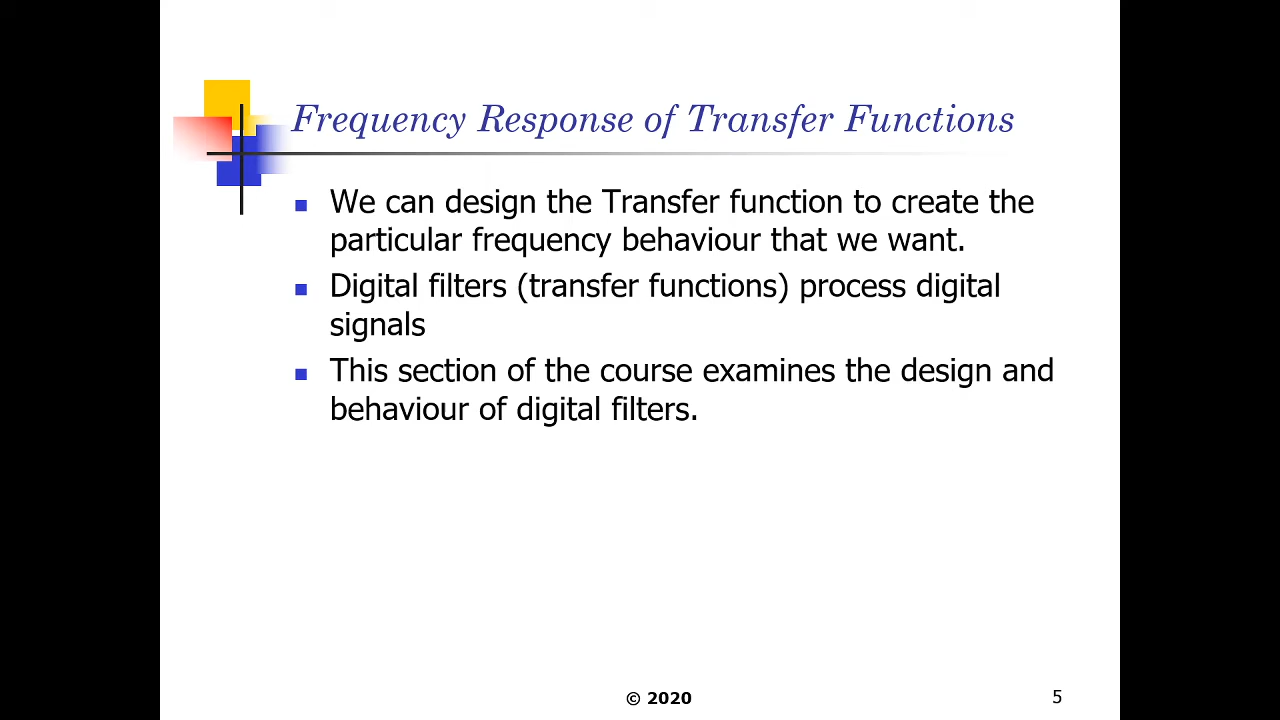 Frequency Response of Transfer Functions
We can design the Transfer function to create the
particular frequency behaviour that we want.
Digital filters (transfer functions) process digital
signals
This section of the course examines the design and
behaviour of digital filters.
© 2020
5